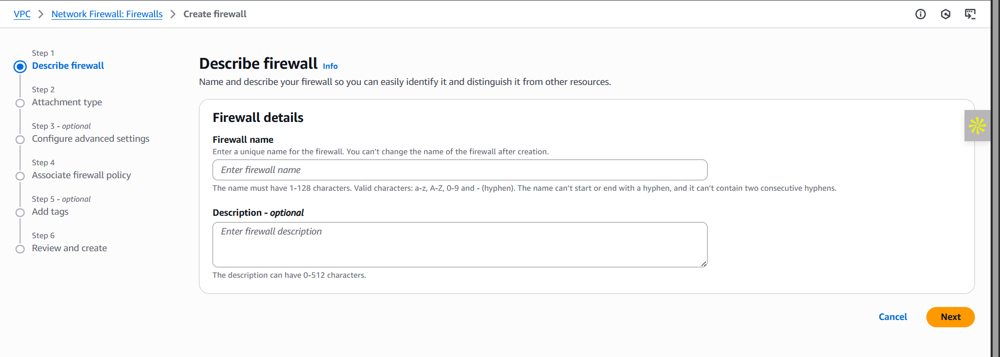 VPC > Network Firewall: Firewalls > Create firewall
Step 1
Describe firewall
Step 2
Attachment type
Step 3 - optional
Configure advanced settings
Step 4
Associate firewall policy
Step 5 - optional
Add tags
Step 6
Review and create
Describe firewall Info
Name and describe your firewall so you can easily identify it and distinguish it from other resources.
Firewall details
Firewall name
Enter a unique name for the firewall. You can’t change the name of the firewall after creation.
Enter firewall name
The name must have 1-128 characters. Valid characters: a-z, A-Z, 0-9 and - (hyphen). The name can’t start or end with a hyphen, and it can’t contain two consecutive hyphens.
Description - optional
Enter firewall description
The description can have 0-512 characters.
Cancel
Next